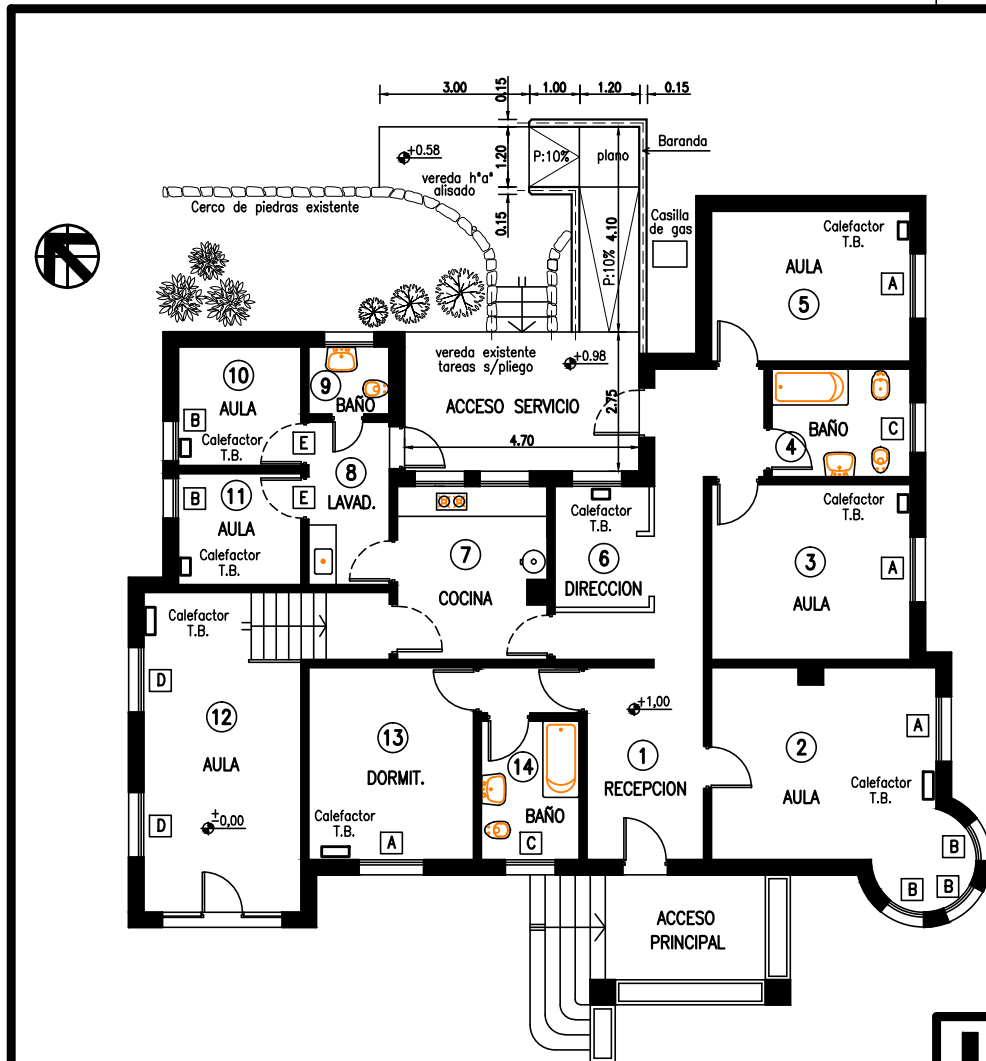 3.00
0.15
1.00
1.20
0.15
+0.58
1.20
P:10%
plano
Baranda
vereda h°a°
alisado
Cerco de piedras existente
0.15
4.10
P:10%
Casilla
de gas
Calefactor
T.B.
AULA
A
5
vereda existente
tareas s/pliego
+0.98
ACCESO SERVICIO
2.75
4.70
10
AULA
B
Calefactor
T.B.
E
9
BAÑO
BAÑO
4
C
B
11
AULA
E
Calefactor
T.B.
8
LAVAD.
7
COCINA
Calefactor
T.B.
6
DIRECCION
Calefactor
T.B.
3
A
AULA
Calefactor
T.B.
D
12
AULA
D
±0,00
13
DORMIT.
Calefactor
T.B.
A
14
BAÑO
C
+1,00
1
RECEPCION
2
A
AULA
Calefactor
T.B.
B
B
B
ACCESO
PRINCIPAL